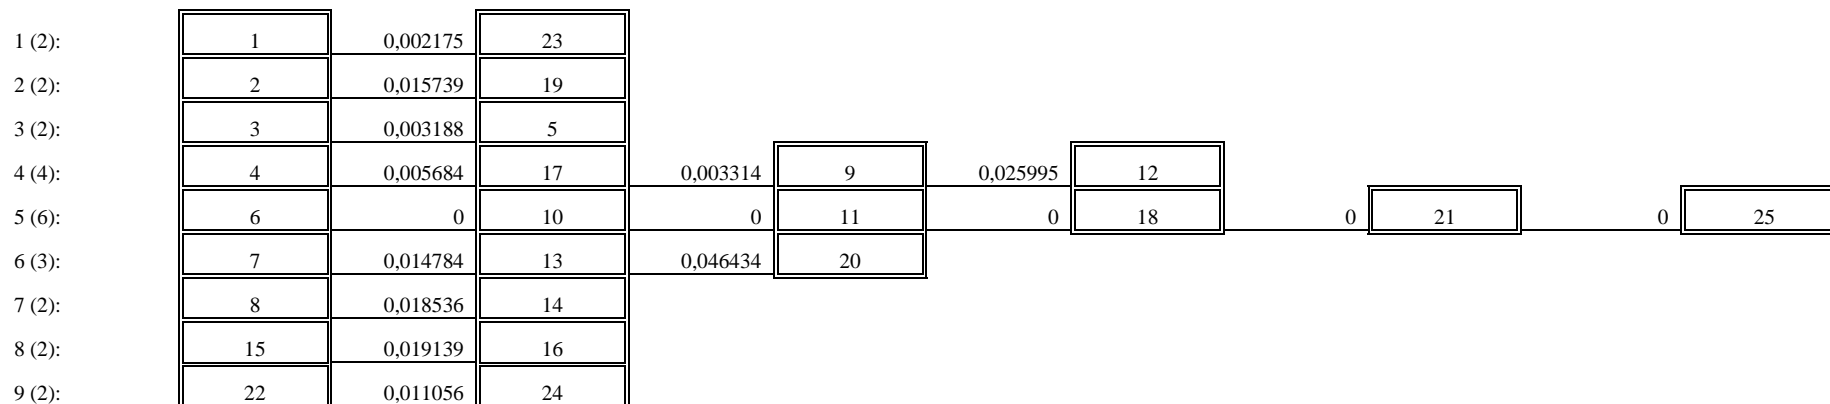 1 (2): 1 0,002175 23
2 (2): 2 0,015739 19
3 (2): 3 0,003188 5
4 (4): 4 0,005684 17 0,003314 9 0,025995 12
5 (6): 6 0 10 0 11 0 18 0 21 0 25
6 (3): 7 0,014784 13 0,046434 20
7 (2): 8 0,018536 14
8 (2): 15 0,019139 16
9 (2): 22 0,011056 24